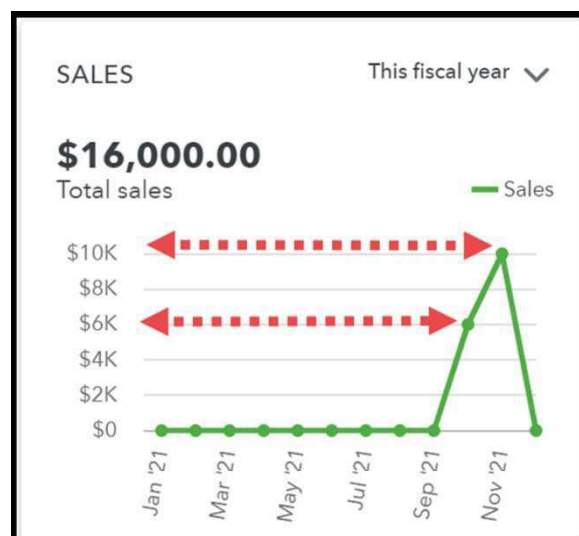 SALES
This fiscal year
$16,000.00
Total sales
Sales
$10K
$8K
$6K
$4K
$2K
$0
Jan '21
Mar '21
May '21
Jul '21
Sep '21
Nov '21